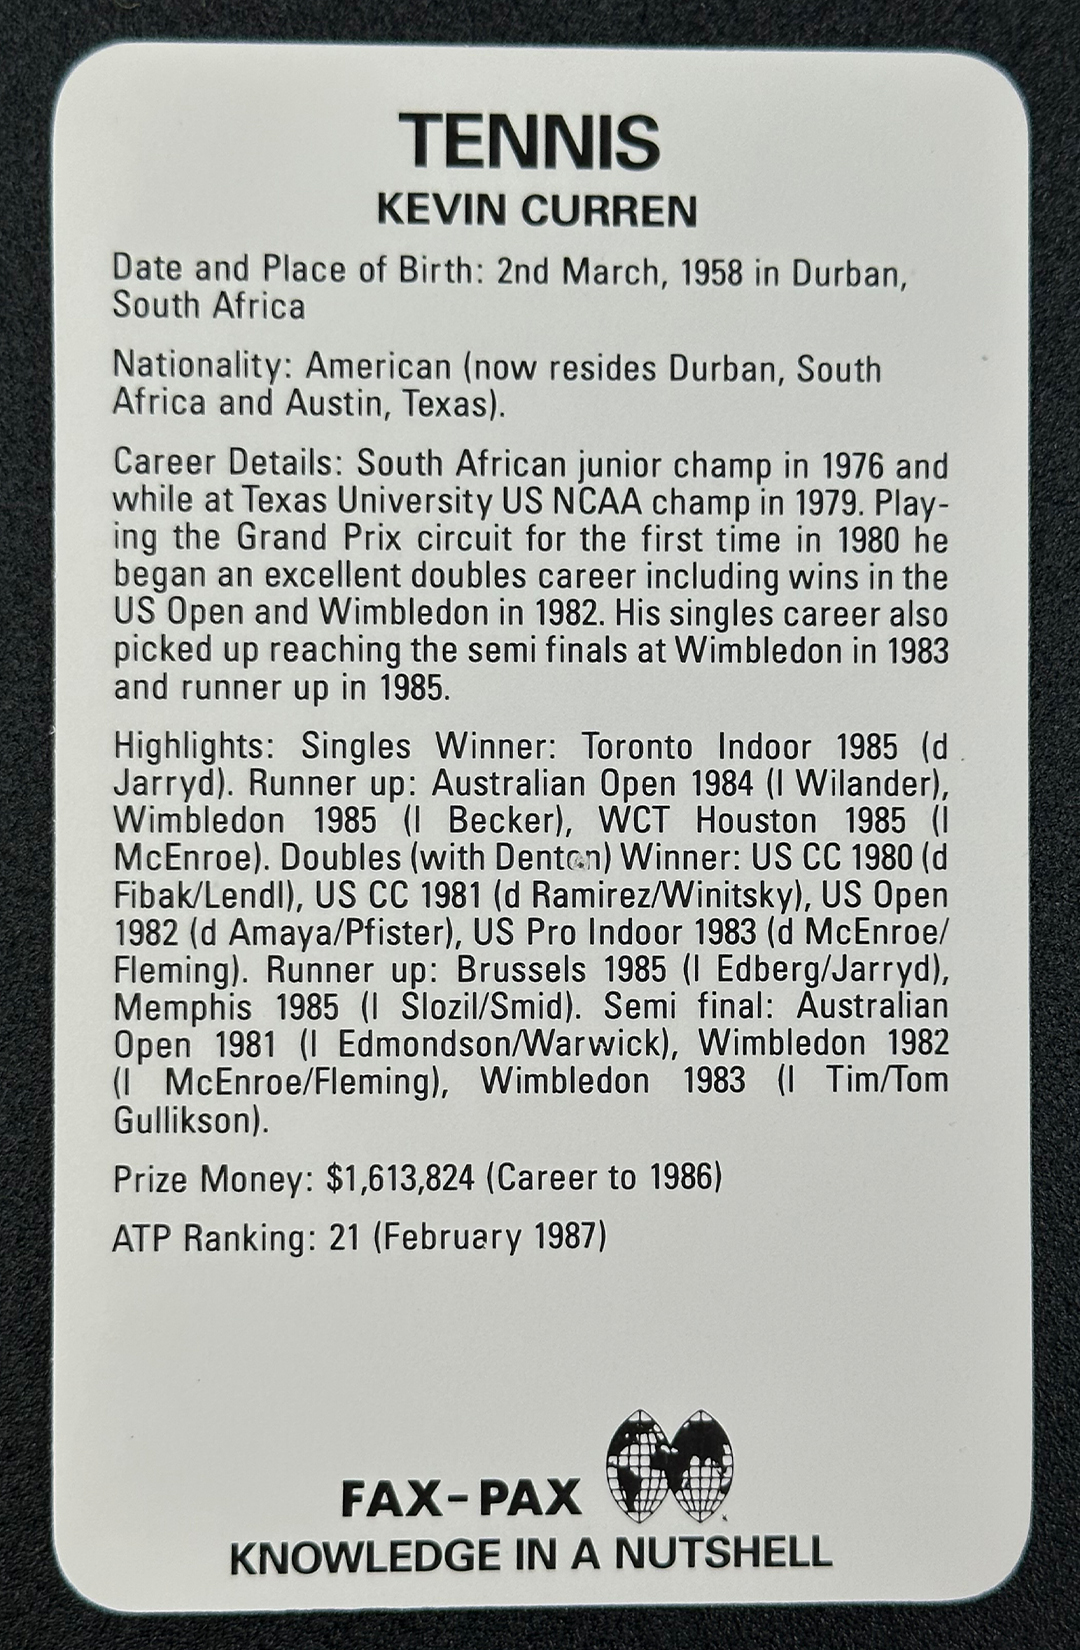 TENNIS
KEVIN CURREN
Date and Place of Birth: 2nd March, 1958 in Durban,
South Africa
Nationality: American (now resides Durban, South
Africa and Austin, Texas).
Career Details: South African junior champ in 1976 and
while at Texas University US NCAA champ in 1979. Play-
ing the Grand Prix circuit for the first time in 1980 he
began an excellent doubles career including wins in the
US Open and Wimbledon in 1982. His singles career also
picked up reaching the semi finals at Wimbledon in 1983
and runner up in 1985.
Highlights: Singles Winner: Toronto Indoor 1985 (d
Jarryd). Runner up: Australian Open 1984 (l Wilander),
Wimbledon 1985 (l Becker), WCT Houston 1985 (l
McEnroe). Doubles (with Denton) Winner: US CC 1980 (d
Fibak/Lendl), US CC 1981 (d Ramirez/Winitsky), US Open
1982 (d Amaya/Pfister), US Pro Indoor 1983 (d McEnroe/
Fleming). Runner up: Brussels 1985 (l Edberg/Jarryd),
Memphis 1985 (l Slozil/Smid). Semi final: Australian
Open 1981 (l Edmondson/Warwick), Wimbledon 1982
(l McEnroe/Fleming), Wimbledon 1983 (l Tim/Tom
Gullikson).
Prize Money: $1,613,824 (Career to 1986)
ATP Ranking: 21 (February 1987)
FAX-PAX
KNOWLEDGE IN A NUTSHELL